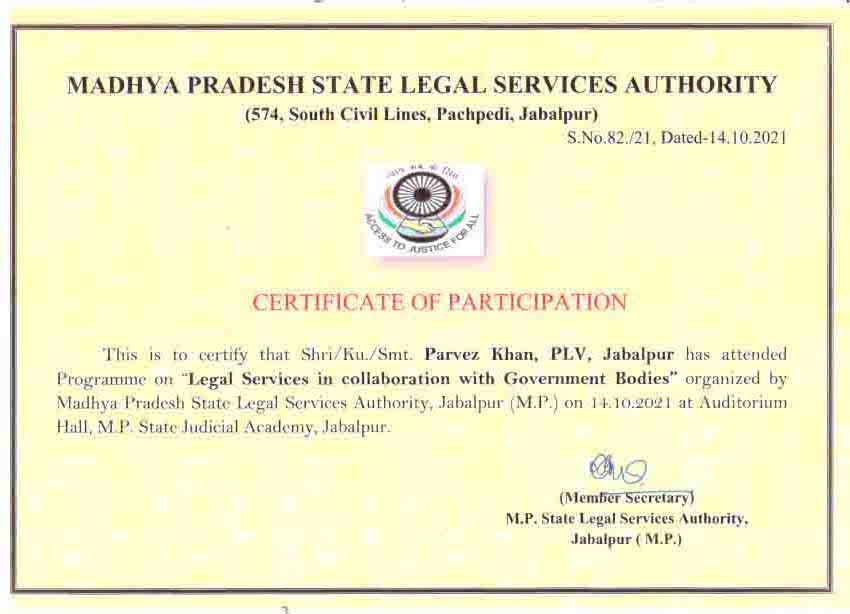 MADHYA PRADESH STATE LEGAL SERVICES AUTHORITY
(574, South Civil Lines, Pachpedi, Jabalpur)
S.No.82./21, Dated-14.10.2021
न्याय सब के लिए
ACCESS TO JUSTICE FOR ALL
CERTIFICATE OF PARTICIPATION
This is to certify that Shri/Ku./Smt. Parvez Khan, PLV, Jabalpur has attended
Programme on "Legal Services in collaboration with Government Bodies" organized by
Madhya Pradesh State Legal Services Authority, Jabalpur (M.P.) on 14.10.2021 at Auditorium
Hall, M.P. State Judicial Academy, Jabalpur.
(Member Secretary)
M.P. State Legal Services Authority,
Jabalpur ( M.P.)